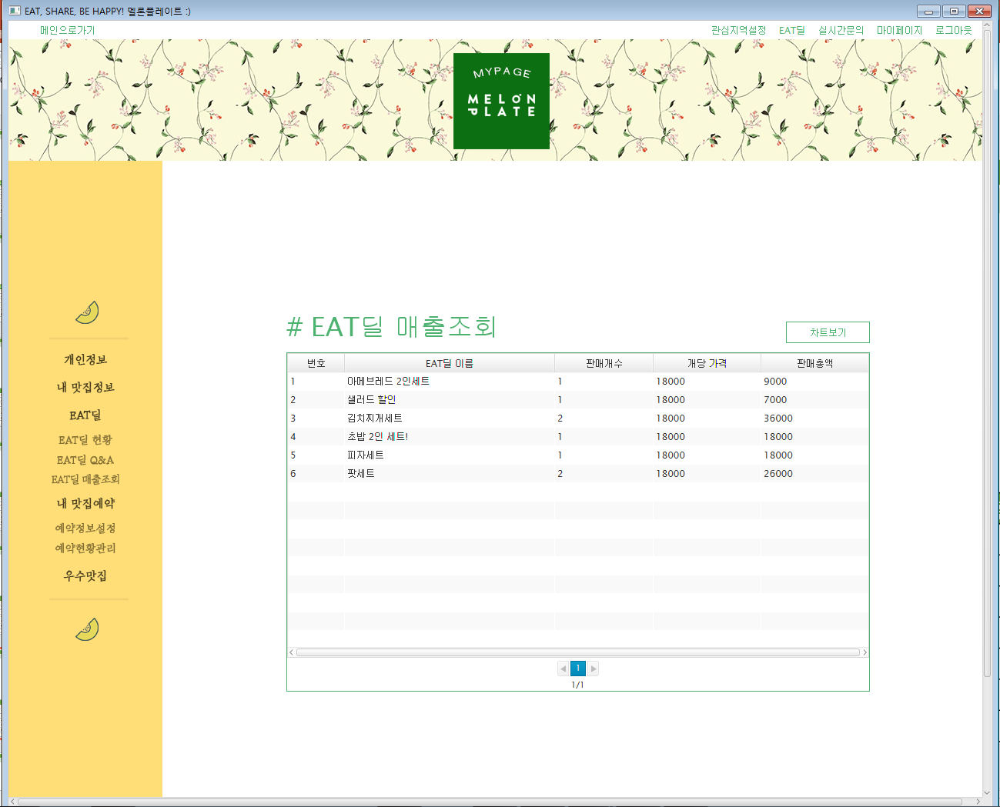 EAT, SHARE, BE HAPPY! 멜론플레이트 :)
메인으로가기 관심지역설정 EAT딜 실시간문의 마이페이지 로그아웃
MYPAGE
MELON
PLATE
개인정보
내 맛집정보
EAT딜
EAT딜 현황
EAT딜 Q&A
EAT딜 매출조회
내 맛집예약
예약정보설정
예약현황관리
우수맛집
# EAT딜 매출조회
차트보기
번호 EAT딜 이름 판매개수 개당 가격 판매총액
1 아메브레드 2인세트 1 18000 9000
2 샐러드 할인 1 18000 7000
3 김치찌개세트 2 18000 36000
4 초밥 2인 세트! 1 18000 18000
5 피자세트 1 18000 18000
6 팟세트 2 18000 26000
1
1/1